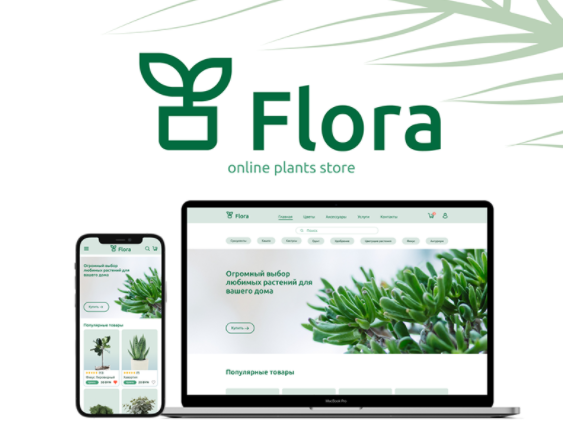 Flora
online plants store
Flora
Главная Цветы Аксессуары Услуги Контакты
Поиск
Огромный выбор
любимых растений для
вашего дома
Купить →
Популярные товары
MacBook Pro
Flora
Огромный выбор
любимых растений для
вашего дома
Купить →
Популярные товары